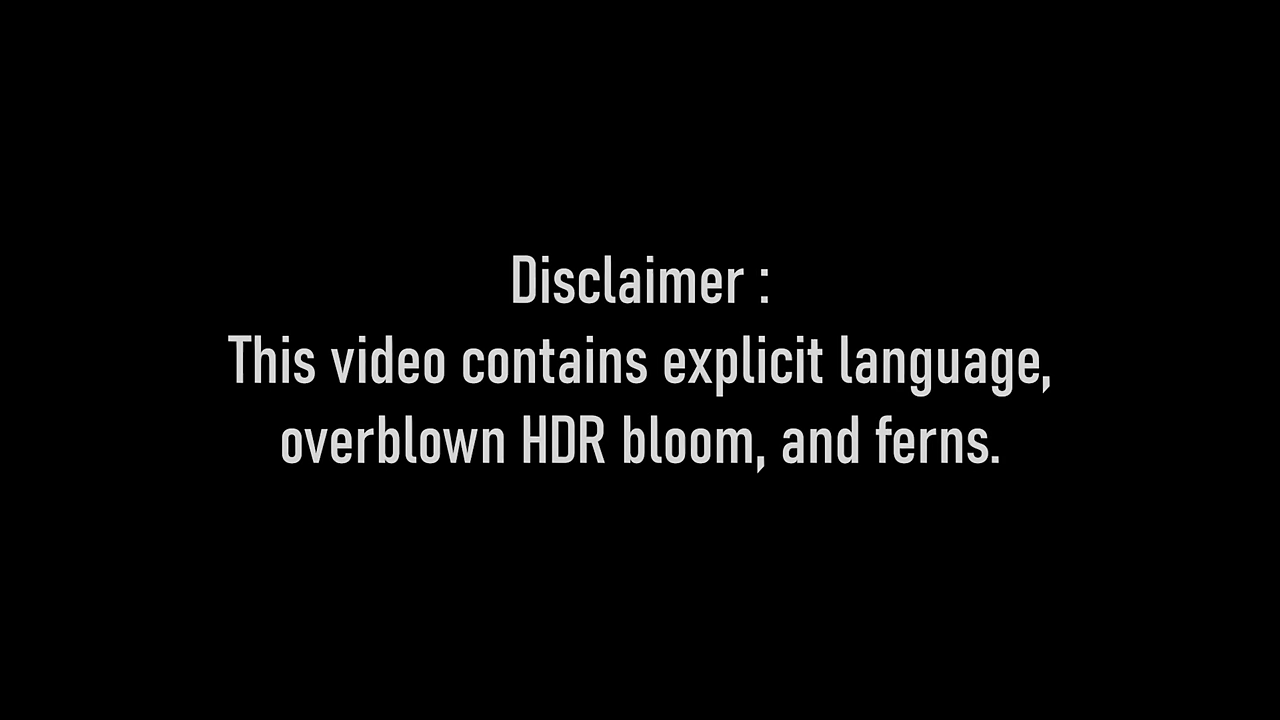 Disclaimer :
This video contains explicit language,
overblown HDR bloom, and ferns.